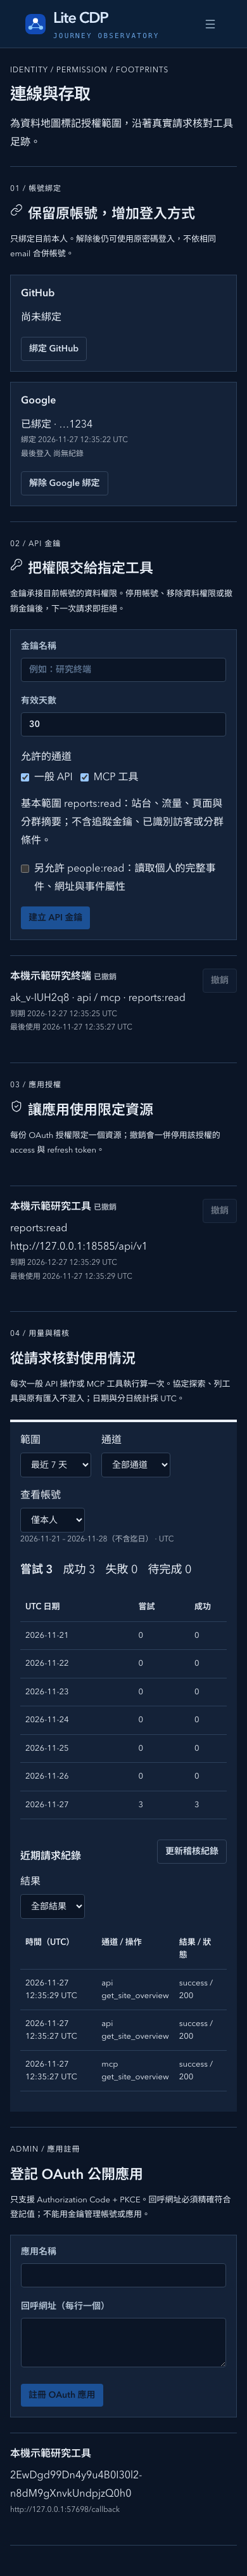 Lite CDP
JOURNEY OBSERVATORY
IDENTITY / PERMISSION / FOOTPRINTS
連線與存取
為資料地圖標記授權範圍，沿著真實請求核對工具
足跡。
01 / 帳號綁定
保留原帳號，增加登入方式
只綁定目前本人。解除後仍可使用原密碼登入，不依相同
email 合併帳號。
GitHub
尚未綁定
綁定 GitHub
Google
已綁定 · …1234
綁定 2026-11-27 12:35:22 UTC
最後登入 尚無紀錄
解除 Google 綁定
02 / API 金鑰
把權限交給指定工具
金鑰承接目前帳號的資料權限。停用帳號、移除資料權限或撤
銷金鑰後，下一次請求即拒絕。
金鑰名稱
例如：研究終端
有效天數
30
允許的通道
一般 API MCP 工具
基本範圍 reports:read：站台、流量、頁面與
分群摘要；不含追蹤金鑰、已識別訪客或分群
條件。
另允許 people:read：讀取個人的完整事
件、網址與事件屬性
建立 API 金鑰
本機示範研究終端 已撤銷
撤銷
ak_v-IUH2q8 · api / mcp · reports:read
到期 2026-12-27 12:35:25 UTC
最後使用 2026-11-27 12:35:27 UTC
03 / 應用授權
讓應用使用限定資源
每份 OAuth 授權限定一個資源；撤銷會一併停用該授權的
access 與 refresh token。
本機示範研究工具 已撤銷
撤銷
reports:read
http://127.0.0.1:18585/api/v1
到期 2026-12-27 12:35:29 UTC
最後使用 2026-11-27 12:35:29 UTC
04 / 用量與稽核
從請求核對使用情況
每次一般 API 操作或 MCP 工具執行算一次。協定探索、列工
具與原有匯入不混入；日期與分日統計採 UTC。
範圍 通道
最近 7 天 全部通道
查看帳號
僅本人
2026-11-21 – 2026-11-28（不含迄日） · UTC
嘗試 3 成功 3 失敗 0 待完成 0
UTC 日期 嘗試 成功
2026-11-21 0 0
2026-11-22 0 0
2026-11-23 0 0
2026-11-24 0 0
2026-11-25 0 0
2026-11-26 0 0
2026-11-27 3 3
近期請求紀錄
更新稽核紀錄
結果
全部結果
時間（UTC） 通道 / 操作 結果 / 狀
態
2026-11-27 api success /
12:35:29 UTC get_site_overview 200
2026-11-27 api success /
12:35:27 UTC get_site_overview 200
2026-11-27 mcp success /
12:35:27 UTC get_site_overview 200
ADMIN / 應用註冊
登記 OAuth 公開應用
只支援 Authorization Code + PKCE。回呼網址必須精確符合
登記值；不能用金鑰管理帳號或應用。
應用名稱
回呼網址（每行一個）
註冊 OAuth 應用
本機示範研究工具
2EwDgd99Dn4y9u4B0I30l2-
n8dM9gXnvkUndpjzQ0h0
http://127.0.0.1:57698/callback